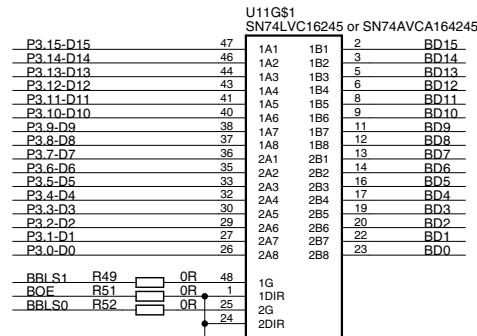 U11G$1
SN74LVC16245 or SN74AVCA164245
P3.15-D15 47 1A1 1B1 2 BD15
P3.14-D14 46 1A2 1B2 3 BD14
P3.13-D13 44 1A3 1B3 5 BD13
P3.12-D12 43 1A4 1B4 6 BD12
P3.11-D11 41 1A5 1B5 8 BD11
P3.10-D10 40 1A6 1B6 9 BD10
P3.9-D9 38 1A7 1B7 11 BD9
P3.8-D8 37 1A8 1B8 12 BD8
P3.7-D7 36 2A1 2B1 13 BD7
P3.6-D6 35 2A2 2B2 14 BD6
P3.5-D5 33 2A3 2B3 16 BD5
P3.4-D4 32 2A4 2B4 17 BD4
P3.3-D3 30 2A5 2B5 19 BD3
P3.2-D2 29 2A6 2B6 20 BD2
P3.1-D1 27 2A7 2B7 22 BD1
P3.0-D0 26 2A8 2B8 23 BD0
BBLS1 R49 0R 48 1G
BOE R51 0R 1 1DIR
BBLS0 R52 0R 25 2G
24 2DIR